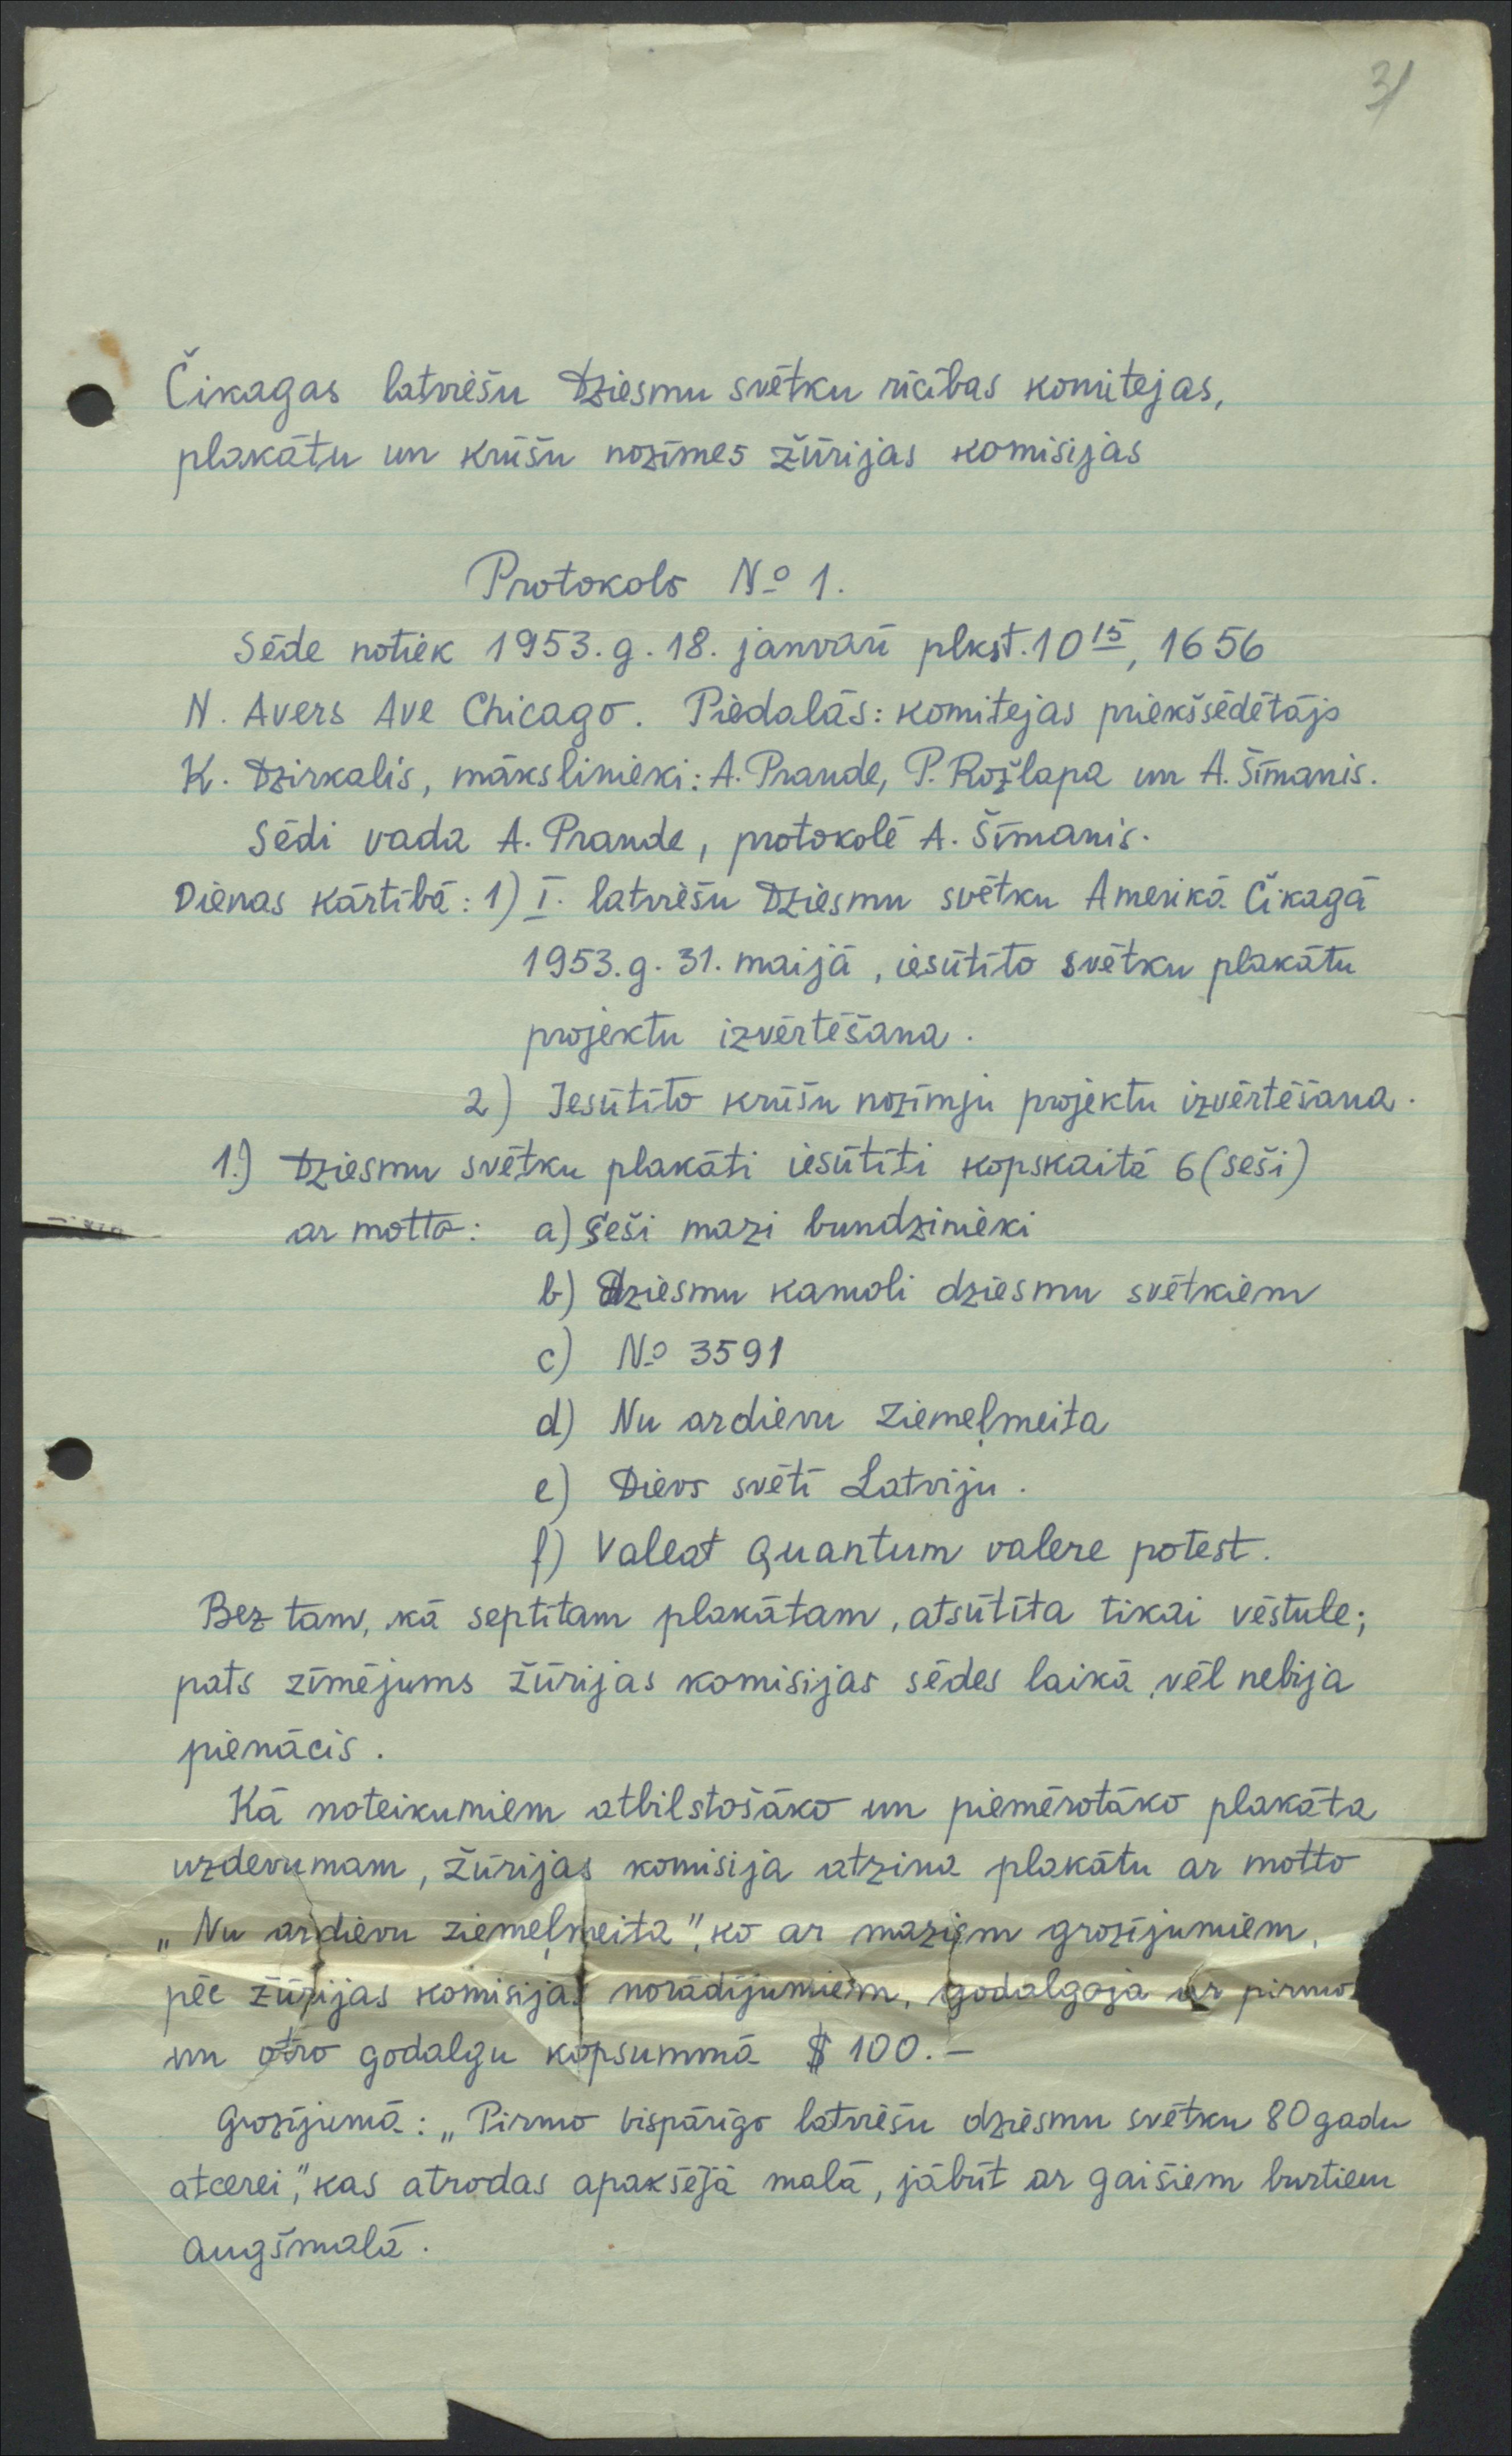 31
Čikagas latviešu Dziesmu svētku rīcības komitejas,
plakātu un krūšu nozīmes žūrijas komisijas
Protokols No 1.
Sēde notiek 1953. g. 18. janvarī plkst. 10 15, 1656
N. Avers Ave Chicago. Piedalās: komitejas priekšsēdētājs
K. Dzirkalis, mākslinieki: A. Prande, P. Rožlapa un A. Šīmanis.
Sēdi vada A. Prande, protokolē A. Šīmanis.
Dienas kārtībā: 1) I. latviešu Dziesmu svētku Amerikā Čikagā
1953. g. 31. maijā, iesūtīto svētku plakātu
projektu izvērtēšana.
2) Iesūtīto krūšu nozīmju projektu izvērtēšana.
1.) Dziesmu svētku plakāti iesūtīti kopskaitā 6 (seši)
ar motto: a) Seši mazi bundzinieki
b) Dziesmu kamoli dziesmu svētkiem
c) No 3591
d) Nu ardievu Ziemeļmeita
e) Dievs svētī Latviju.
f) Valeat Quantum valere potest.
Bez tam, kā septītam plakātam, atsūtīta tikai vēstule;
pats zīmējums žūrijas komisijas sēdes laikā, vēl nebija
pienācis.
Kā noteikumiem atbilstošāko un piemērotāko plakāta
uzdevumam, žūrijas komisija atzina plakātu ar motto
„Nu ardievu ziemeļmeita", ko ar maziem grozījumiem,
pēc žūrijas komisijas norādījumiem, godalgoja ar pirmo
un otro godalgu kopsummā $ 100.—
Grozījumā: „Pirmo vispārīgo latviešu dziesmu svētku 80 gadu
atcerei", kas atrodas apakšējā malā, jābūt ar gaišiem burtiem
augšmalā.